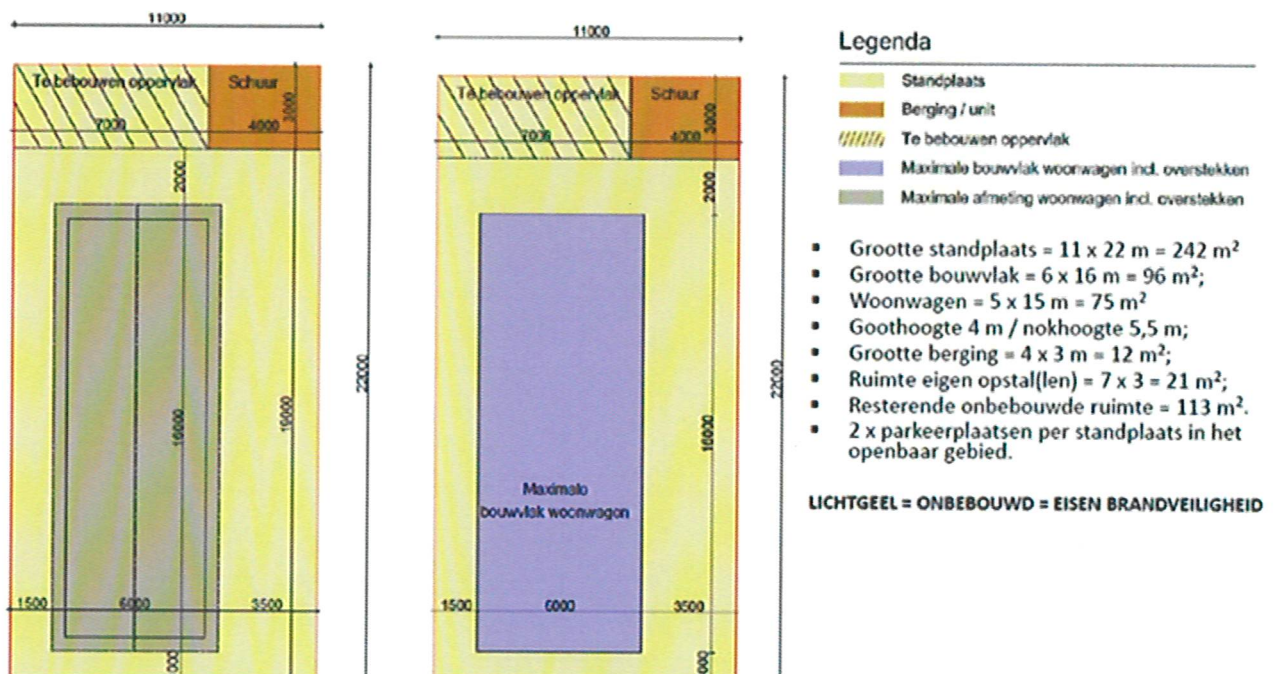 11000
Te bebouwen oppervlak
Schuur
3000
7000
4000
2000
22000
19000
16000
1500
6000
3500
11000
Te bebouwen oppervlak
Schuur
3000
7000
4000
2000
22000
16000
Maximale
bouwvlak woonwagen
1500
6000
3500
Legenda
Standplaats
Berging / unit
Te bebouwen oppervlak
Maximale bouwvlak woonwagen incl. overstekken
Maximale afmeting woonwagen incl. overstekken
▪ Grootte standplaats = 11 x 22 m = 242 m²
▪ Grootte bouwvlak = 6 x 16 m = 96 m²;
▪ Woonwagen = 5 x 15 m = 75 m²
▪ Goothoogte 4 m / nokhoogte 5,5 m;
▪ Grootte berging = 4 x 3 m = 12 m²;
▪ Ruimte eigen opstal(len) = 7 x 3 = 21 m²;
▪ Resterende onbebouwde ruimte = 113 m².
▪ 2 x parkeerplaatsen per standplaats in het
openbaar gebied.
LICHTGEEL = ONBEBOUWD = EISEN BRANDVEILIGHEID